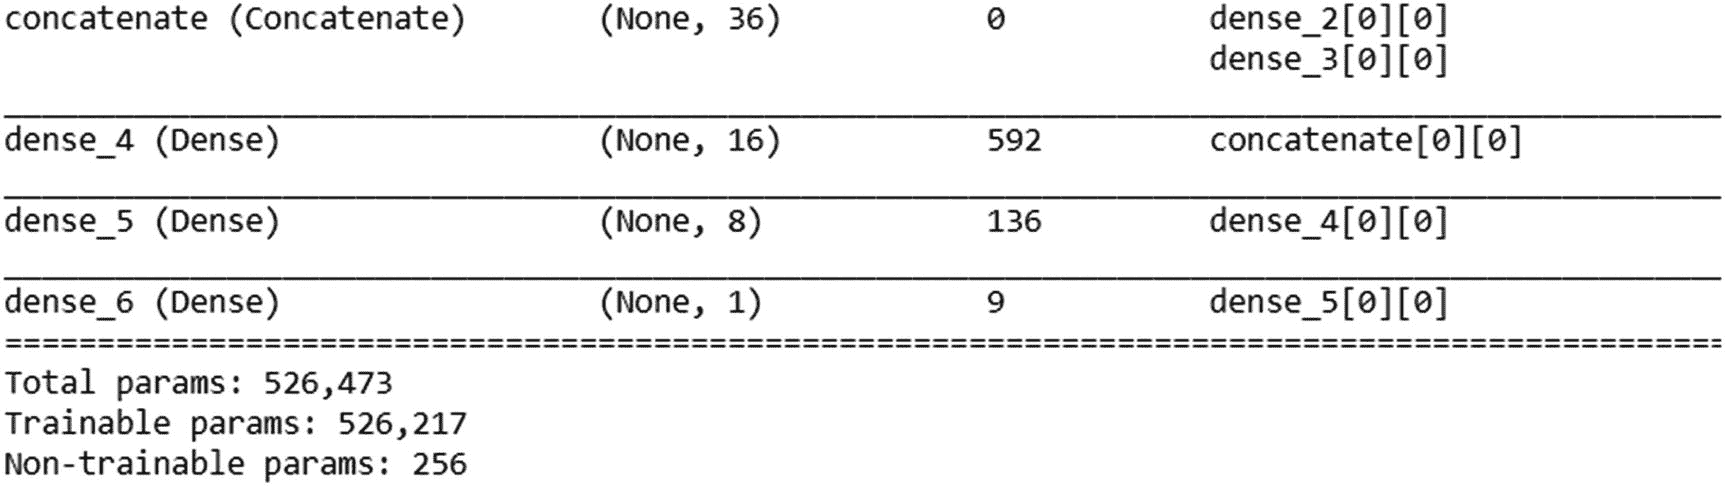 concatenate (Concatenate) (None, 36) 0 dense_2[0][0]
dense_3[0][0]
dense_4 (Dense) (None, 16) 592 concatenate[0][0]
dense_5 (Dense) (None, 8) 136 dense_4[0][0]
dense_6 (Dense) (None, 1) 9 dense_5[0][0]
Total params: 526,473
Trainable params: 526,217
Non-trainable params: 256